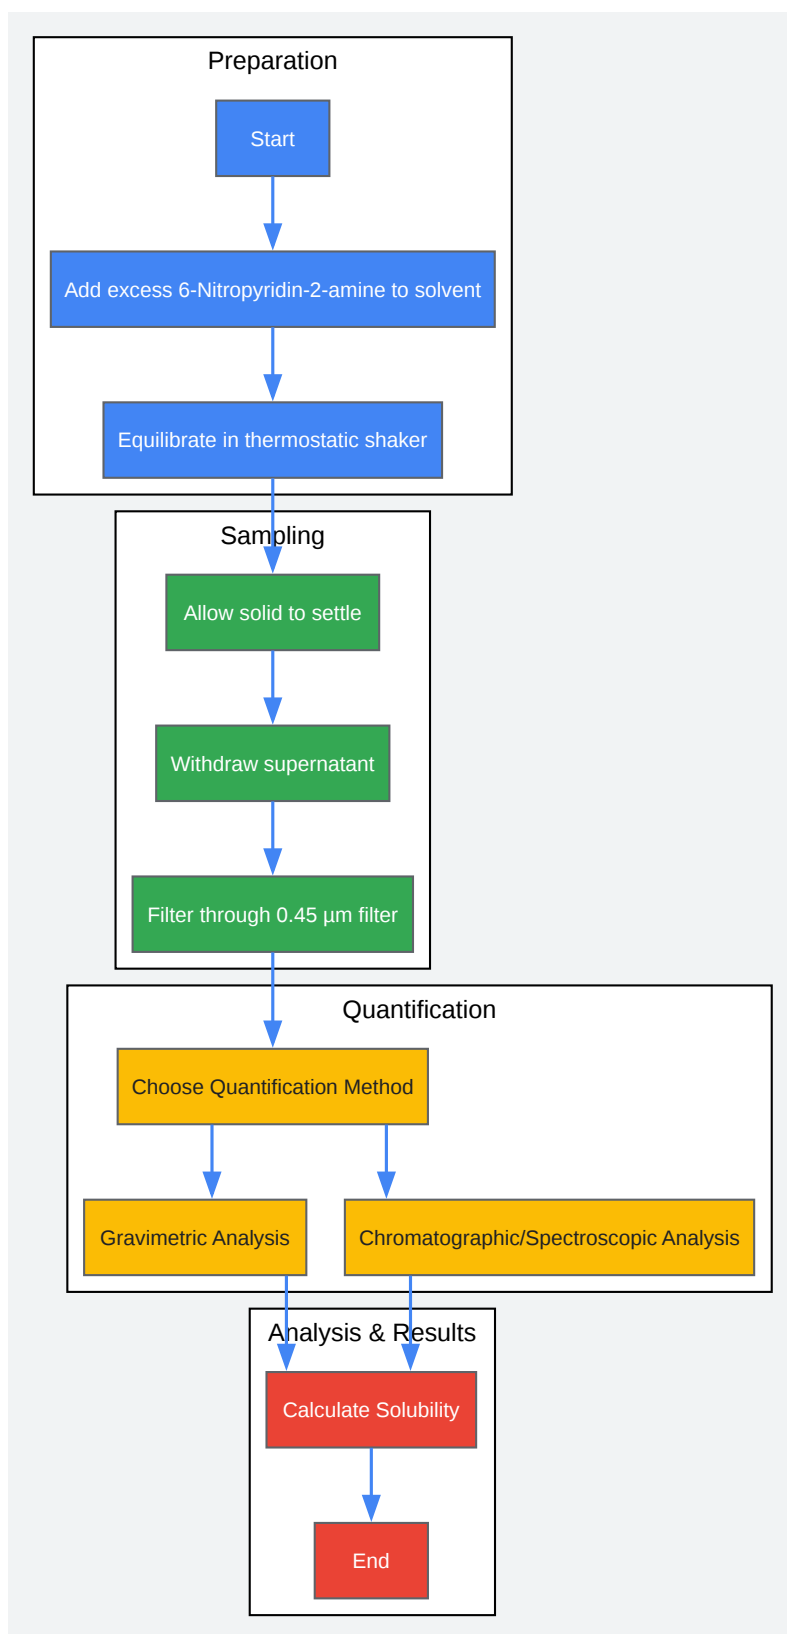 Preparation
Start
Add excess 6-Nitropyridin-2-amine to solvent
Equilibrate in thermostatic shaker
Sampling
Allow solid to settle
Withdraw supernatant
Filter through 0.45 µm filter
Quantification
Choose Quantification Method
Gravimetric Analysis
Chromatographic/Spectroscopic Analysis
Analysis & Results
Calculate Solubility
End